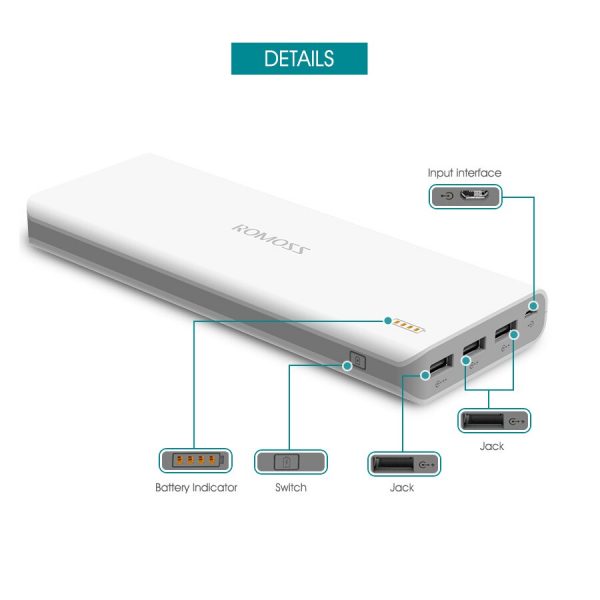 DETAILS
Input interface
ROMOSS
Jack
Battery Indicator
Switch
Jack